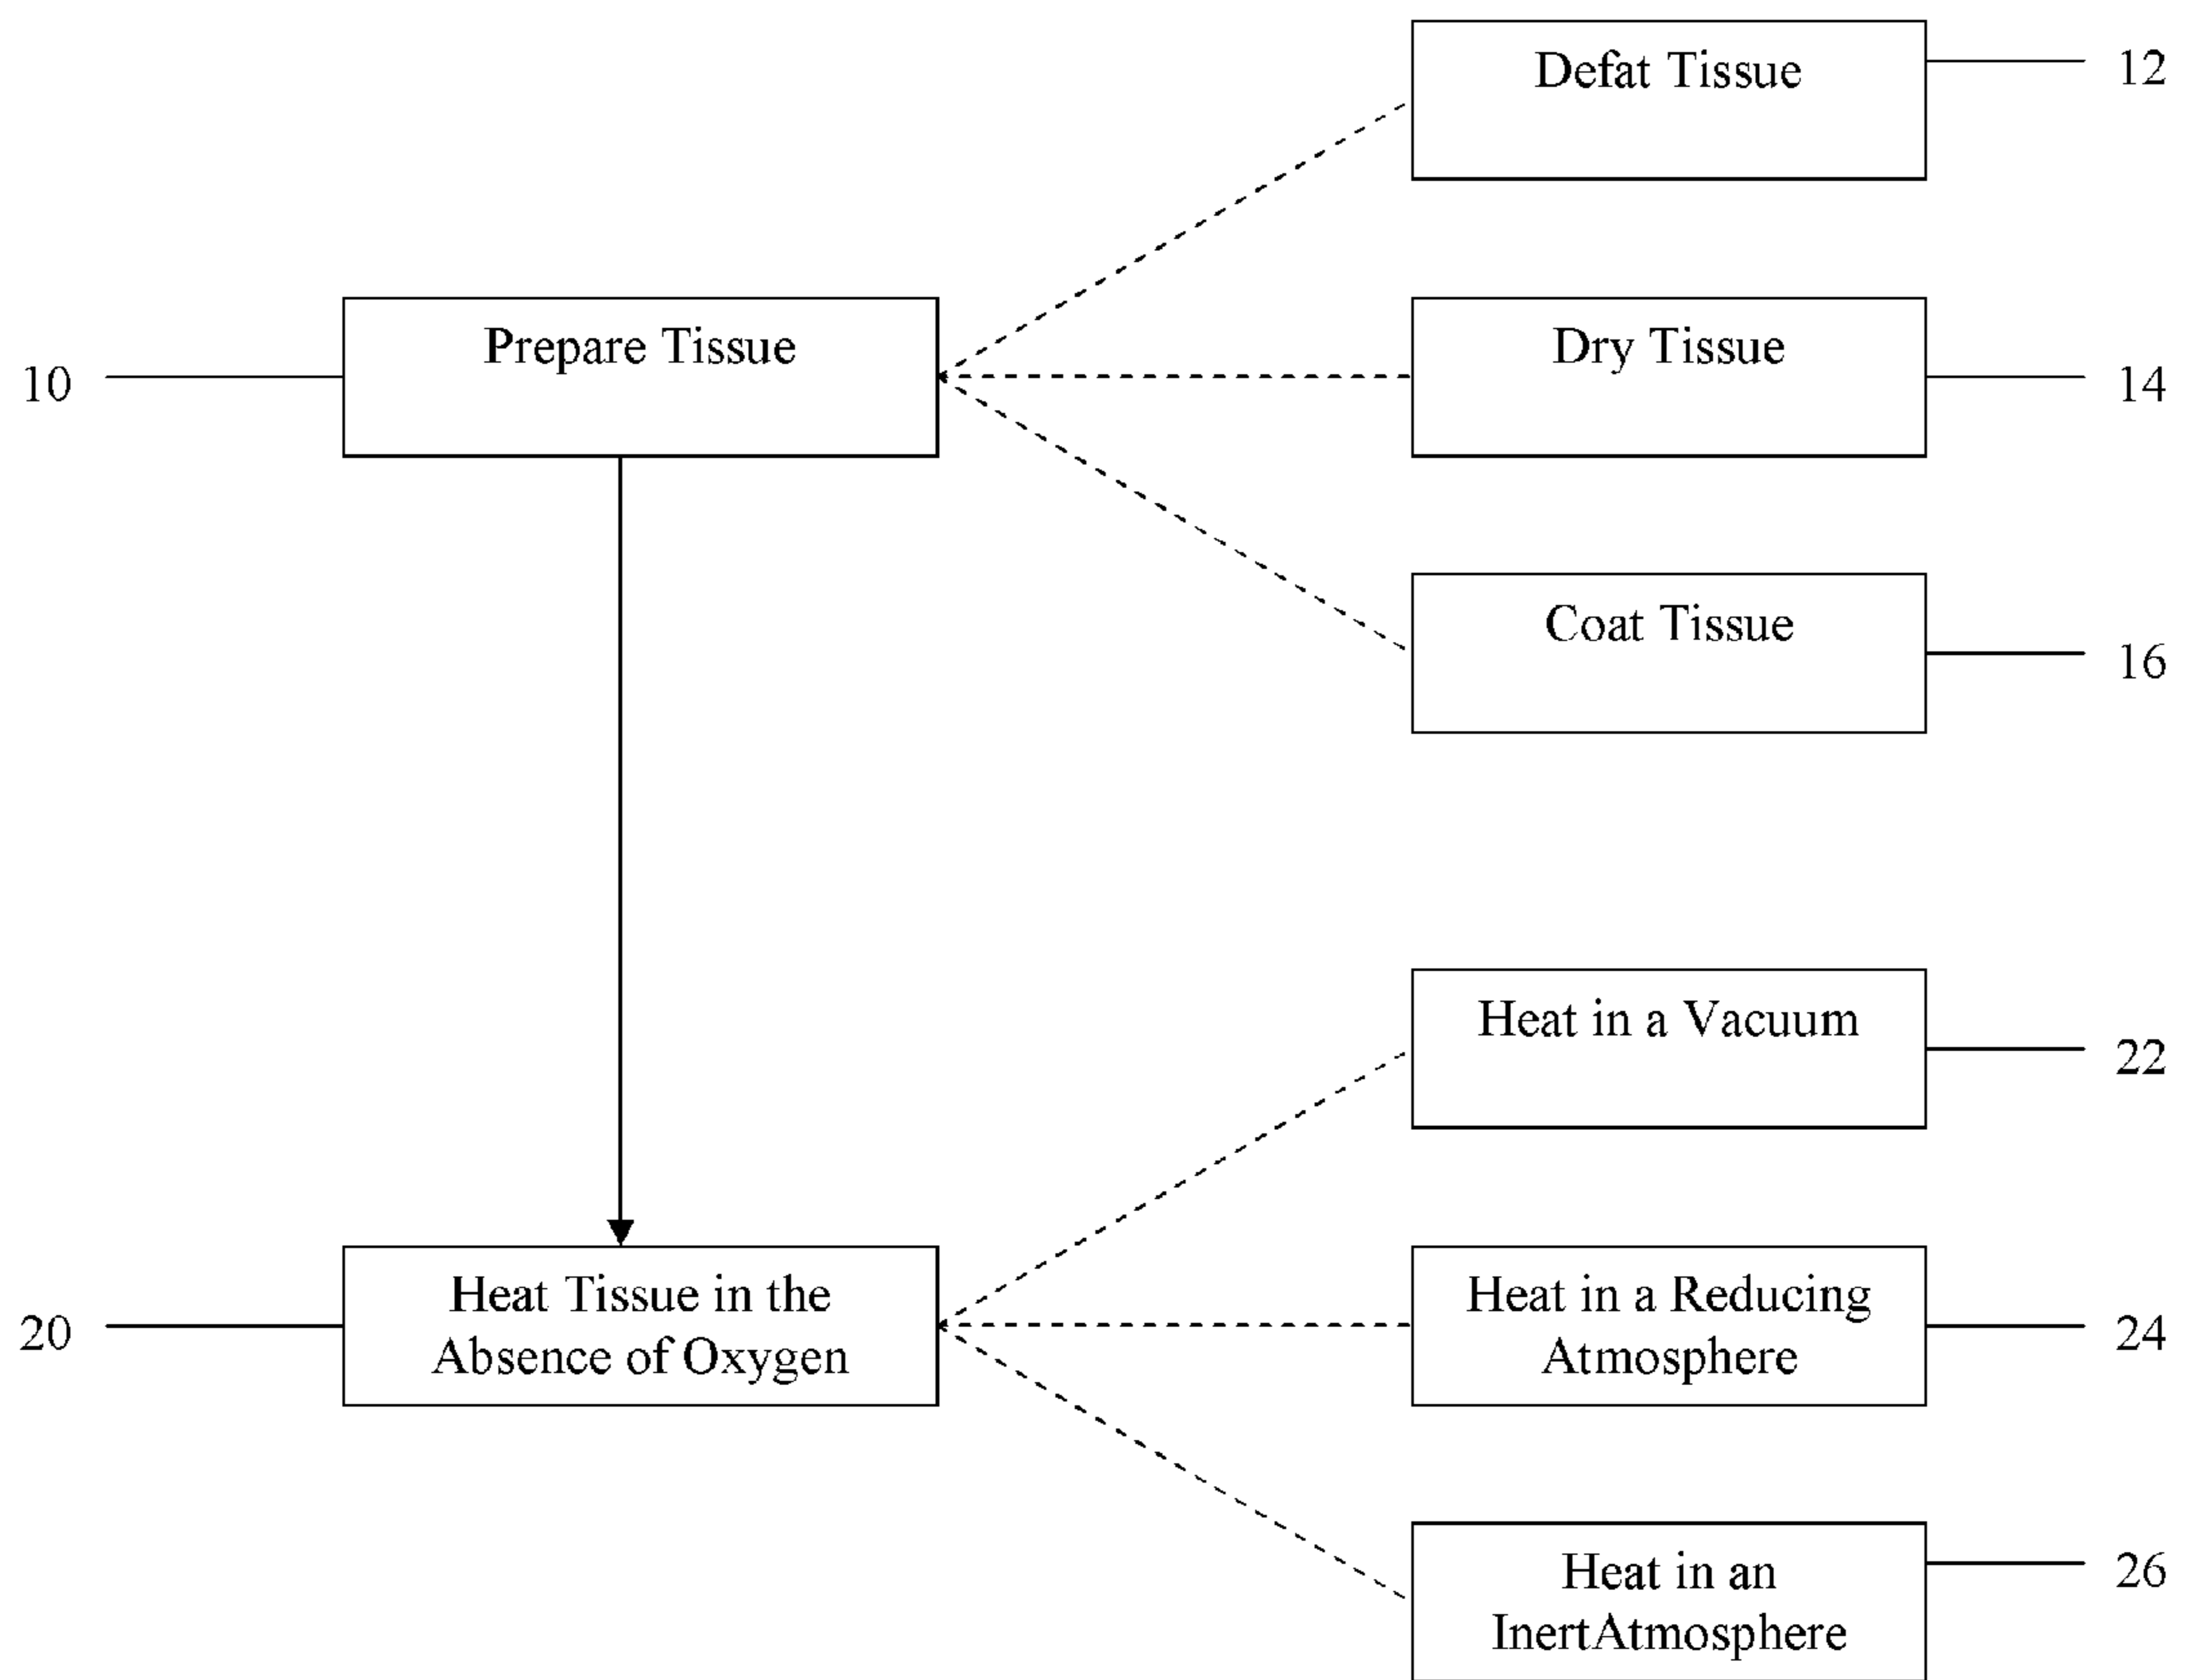 Defat Tissue
12
Prepare Tissue
10
Dry Tissue
14
Coat Tissue
16
Heat in a Vacuum
22
Heat Tissue in the
Absence of Oxygen
20
Heat in a Reducing
Atmosphere
24
Heat in an
InertAtmosphere
26